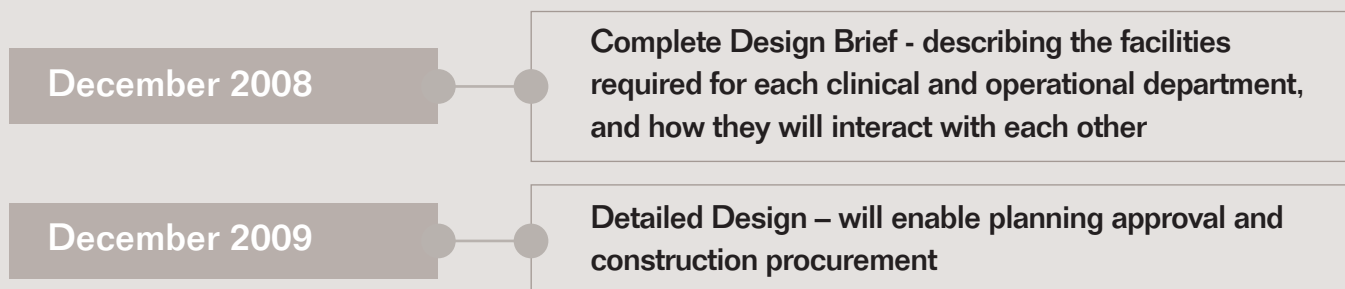 December 2008
Complete Design Brief - describing the facilities
required for each clinical and operational department,
and how they will interact with each other
December 2009
Detailed Design – will enable planning approval and
construction procurement